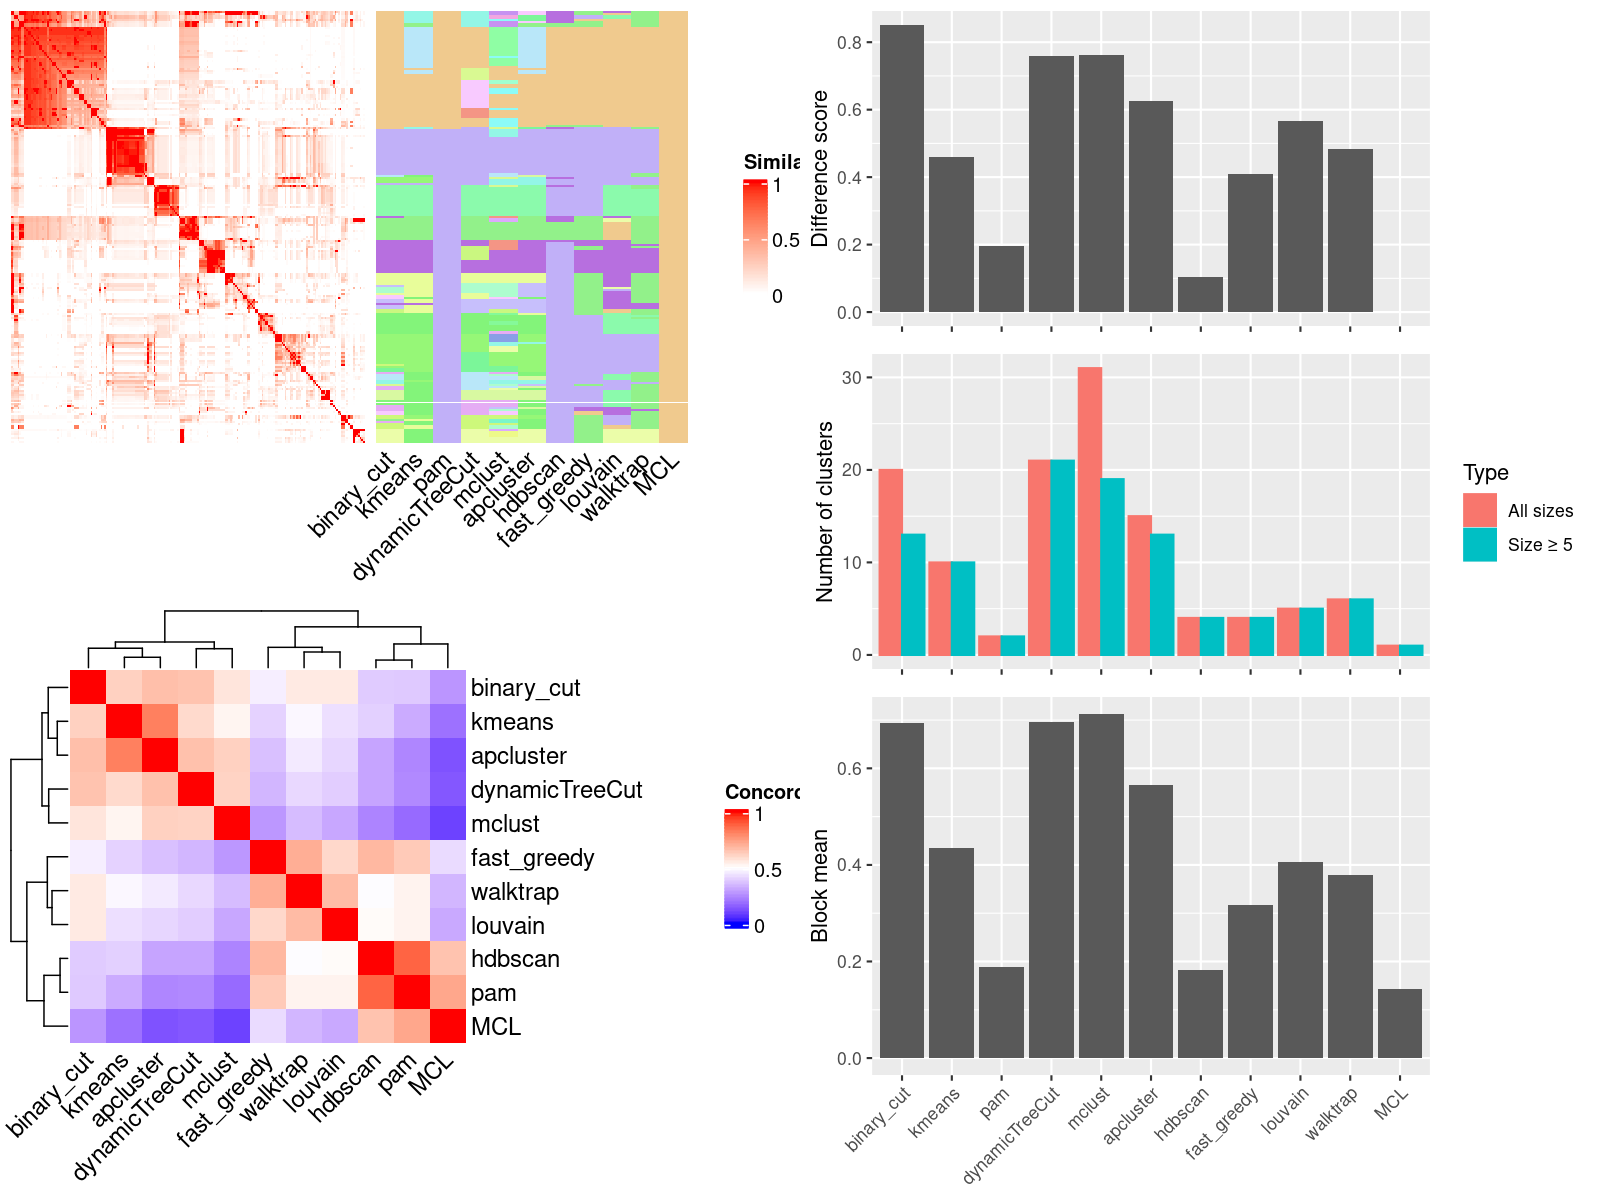 Simila
1
0.5
0
binary_cut
kmeans
pam
dynamicTreeCut
mclust
apcluster
hdbscan
fast_greedy
louvain
walktrap
MCL
binary_cut
kmeans
apcluster
dynamicTreeCut
mclust
fast_greedy
walktrap
louvain
hdbscan
pam
MCL
binary_cut
kmeans
apcluster
dynamicTreeCut
mclust
fast_greedy
walktrap
louvain
hdbscan
pam
MCL
Concord
1
0.5
0
Difference score
0.8
0.6
0.4
0.2
0.0
Number of clusters
30
20
10
0
Type
All sizes
Size ≥ 5
Block mean
0.6
0.4
0.2
0.0
binary_cut
kmeans
pam
dynamicTreeCut
mclust
apcluster
hdbscan
fast_greedy
louvain
walktrap
MCL